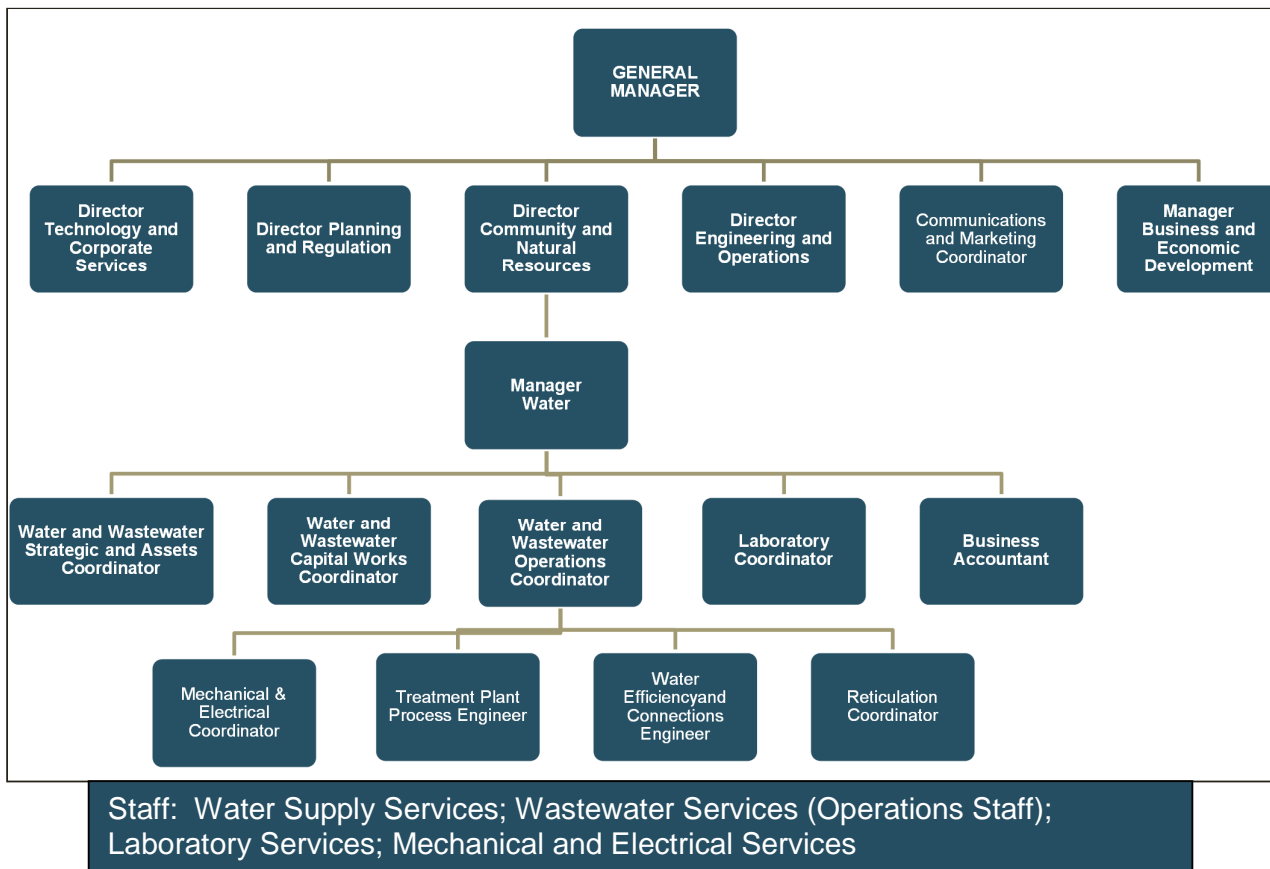 GENERAL
MANAGER
Director
Technology and
Corporate
Services
Director Planning
and Regulation
Director
Community and
Natural
Resources
Director
Engineering and
Operations
Communications
and Marketing
Coordinator
Manager
Business and
Economic
Development
Manager
Water
Water and Wastewater
Strategic and Assets
Coordinator
Water and
Wastewater
Capital Works
Coordinator
Water and
Wastewater
Operations
Coordinator
Laboratory
Coordinator
Business
Accountant
Mechanical &
Electrical
Coordinator
Treatment Plant
Process Engineer
Water
Efficiencyand
Connections
Engineer
Reticulation
Coordinator
Staff: Water Supply Services; Wastewater Services (Operations Staff);
Laboratory Services; Mechanical and Electrical Services